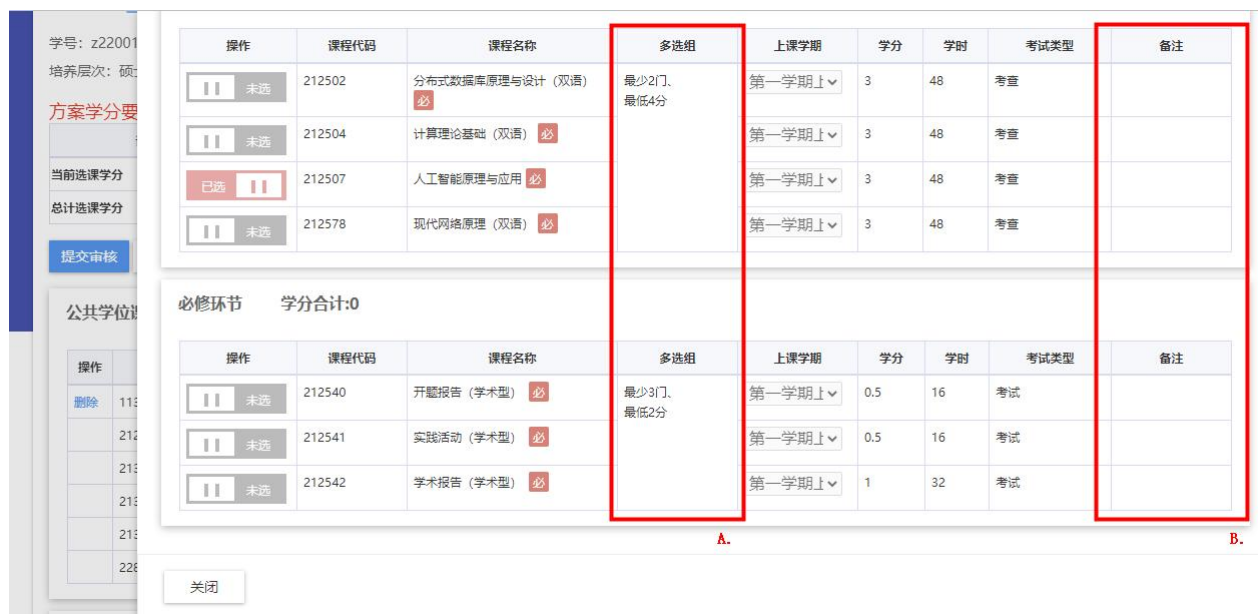 学号：z22001
培养层次：硕
方案学分要
当前选课学分
总计选课学分
提交审核
公共学位
操作
删除 113
212
213
213
213
228
操作 课程代码 课程名称 多选组 上课学期 学分 学时 考试类型 备注
未选 212502 分布式数据库原理与设计（双语） 必 最少2门、 第一学期上 3 48 考查
最低4分
未选 212504 计算理论基础（双语） 必 第一学期上 3 48 考查
已选 212507 人工智能原理与应用 必 第一学期上 3 48 考查
未选 212578 现代网络原理（双语） 必 第一学期上 3 48 考查
必修环节 学分合计:0
操作 课程代码 课程名称 多选组 上课学期 学分 学时 考试类型 备注
未选 212540 开题报告（学术型） 必 最少3门、 第一学期上 0.5 16 考试
最低2分
未选 212541 实践活动（学术型） 必 第一学期上 0.5 16 考试
未选 212542 学术报告（学术型） 必 第一学期上 1 32 考试
A. B.
关闭